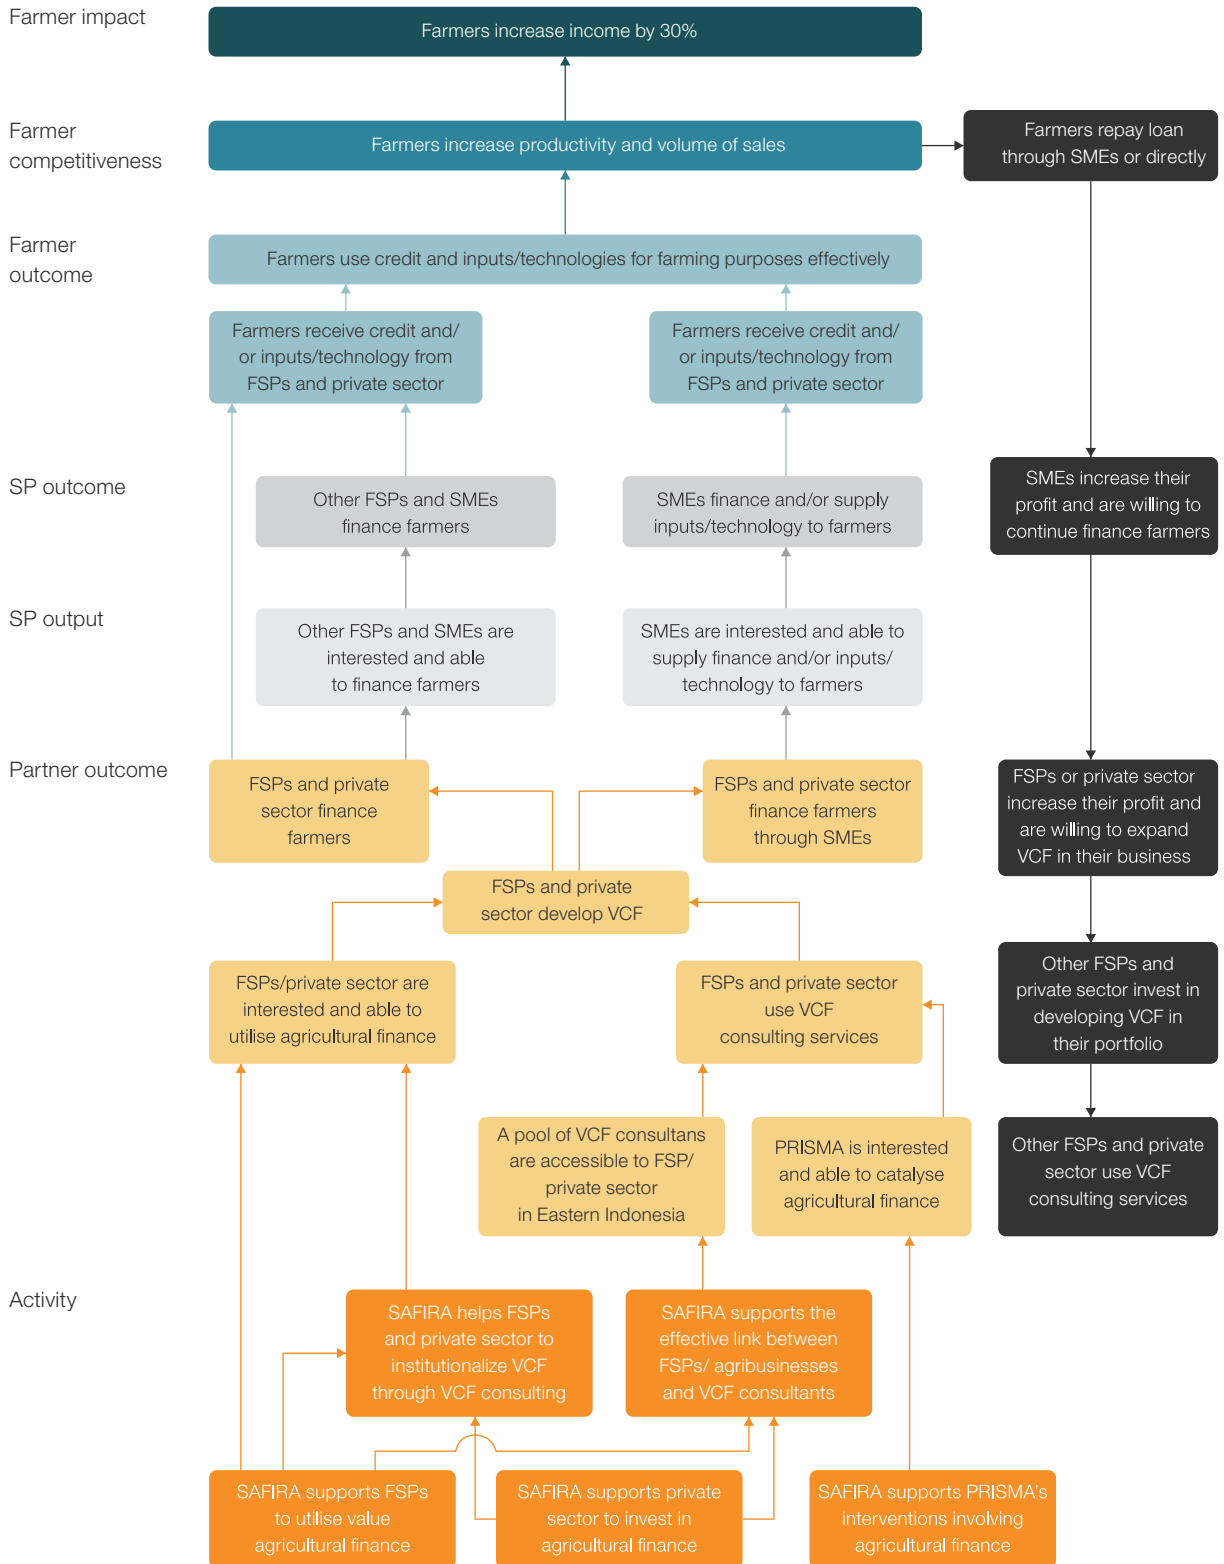 Farmer impact
Farmers increase income by 30%
Farmer
competitiveness
Farmers increase productivity and volume of sales
Farmers repay loan
through SMEs or directly
Farmer
outcome
Farmers use credit and inputs/technologies for farming purposes effectively
Farmers receive credit and/
or inputs/technology from
FSPs and private sector
Farmers receive credit and/
or inputs/technology from
FSPs and private sector
SP outcome
Other FSPs and SMEs
finance farmers
SMEs finance and/or supply
inputs/technology to farmers
SMEs increase their
profit and are willing to
continue finance farmers
SP output
Other FSPs and SMEs are
interested and able
to finance farmers
SMEs are interested and able to
supply finance and/or inputs/
technology to farmers
Partner outcome
FSPs and private
sector finance
farmers
FSPs and private sector
finance farmers
through SMEs
FSPs or private sector
increase their profit and
are willing to expand
VCF in their business
FSPs and private
sector develop VCF
FSPs/private sector are
interested and able to
utilise agricultural finance
FSPs and private sector
use VCF
consulting services
Other FSPs and
private sector invest in
developing VCF in
their portfolio
A pool of VCF consultans
are accessible to FSP/
private sector
in Eastern Indonesia
PRISMA is interested
and able to catalyse
agricultural finance
Other FSPs and private
sector use VCF
consulting services
Activity
SAFIRA helps FSPs
and private sector to
institutionalize VCF
through VCF consulting
SAFIRA supports the
effective link between
FSPs/ agribusinesses
and VCF consultants
SAFIRA supports FSPs
to utilise value
agricultural finance
SAFIRA supports private
sector to invest in
agricultural finance
SAFIRA supports PRISMA's
interventions involving
agricultural finance